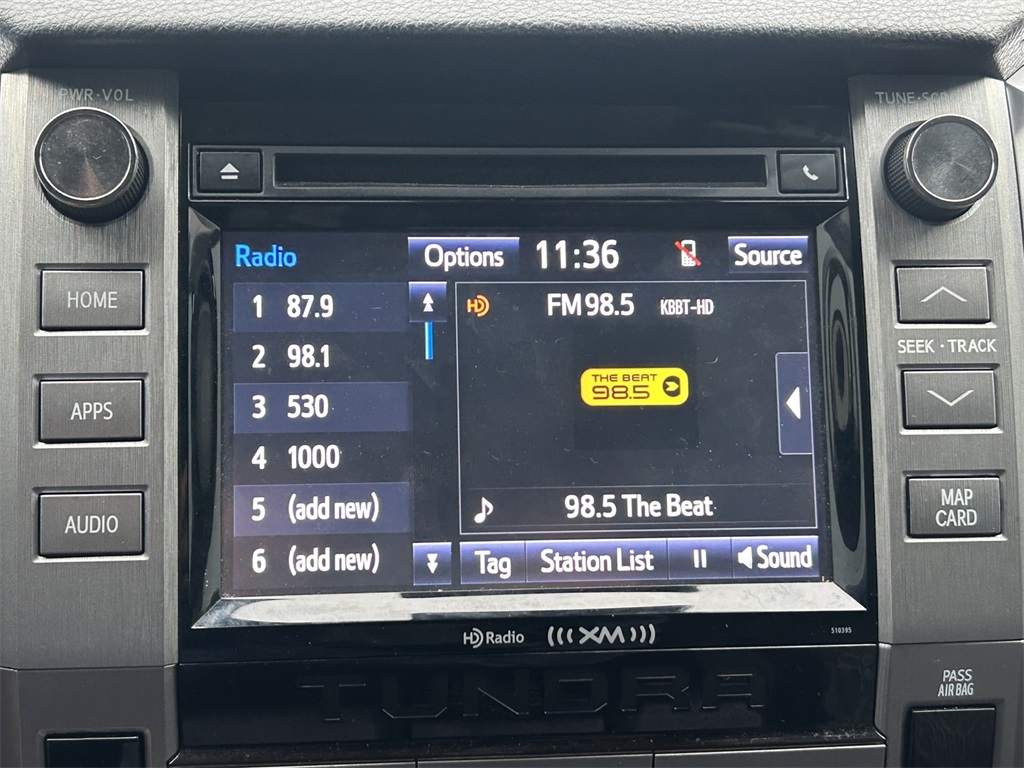 PWR·VOL
TUNE·SCROLL
Radio
Options
11:36
Source
1 87.9
2 98.1
3 530
4 1000
5 (add new)
6 (add new)
HD
FM 98.5 KBBT-HD
THE BEAT
98.5
98.5 The Beat
Tag
Station List
Sound
HOME
APPS
AUDIO
SEEK · TRACK
MAP
CARD
HD Radio
((( XM )))
510395
TUNDRA
PASS
AIR BAG